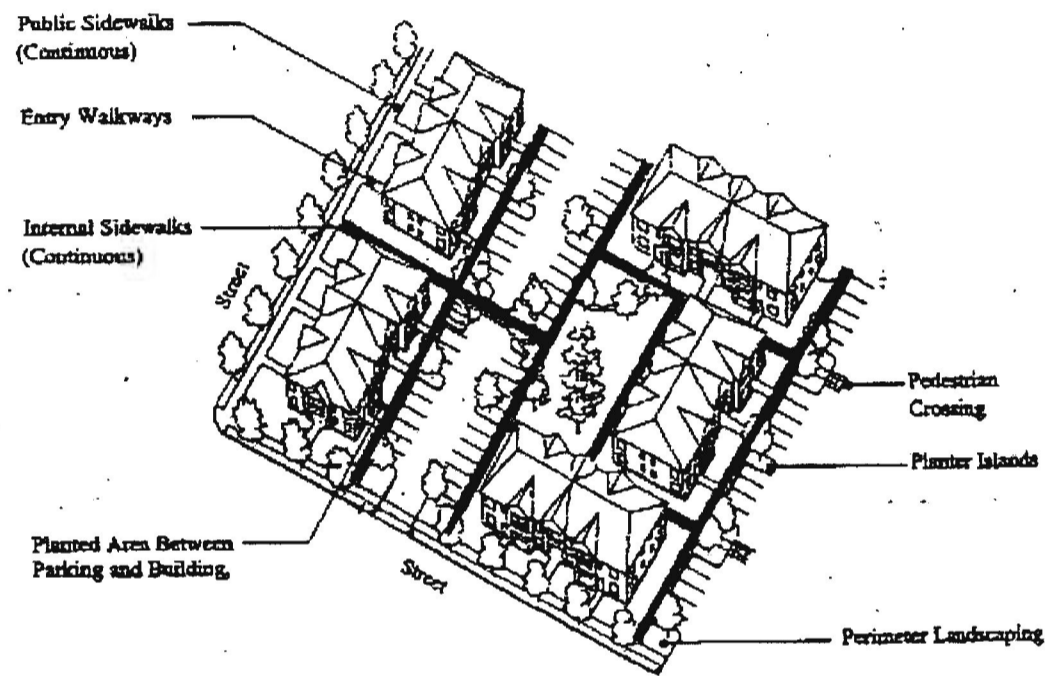 Public Sidewalks
(Continuous)
Entry Walkways
Internal Sidewalks
(Continuous)
Street
Pedestrian
Crossing
Planter Islands
Planted Area Between
Parking and Building,
Street
Perimeter Landscaping